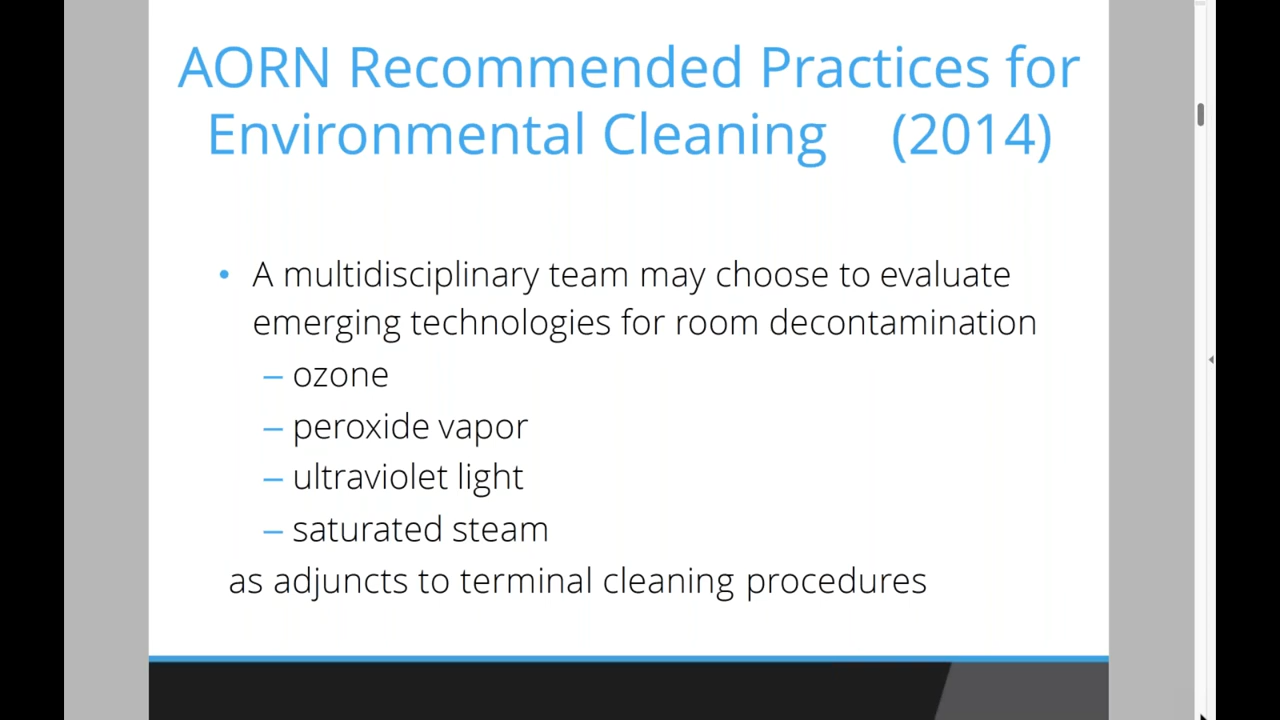 AORN Recommended Practices for
Environmental Cleaning (2014)
• A multidisciplinary team may choose to evaluate
emerging technologies for room decontamination
– ozone
– peroxide vapor
– ultraviolet light
– saturated steam
as adjuncts to terminal cleaning procedures